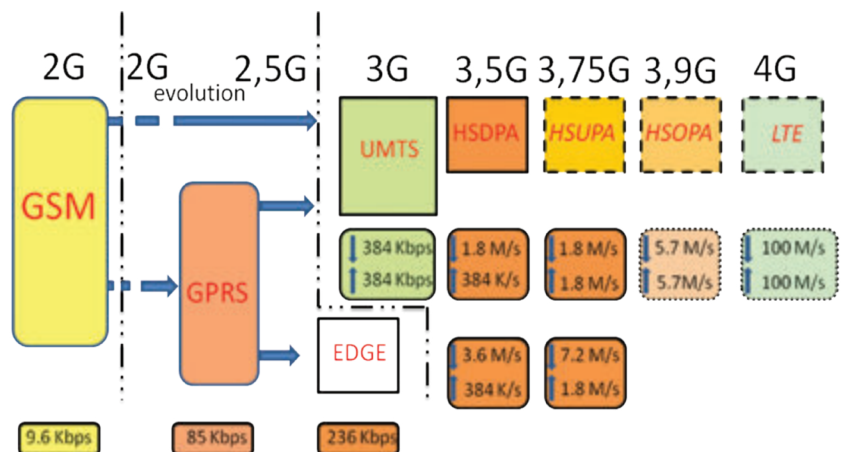 2G
2G
2,5G
3G
3,5G
3,75G
3,9G
4G
evolution
GSM
GPRS
UMTS
HSDPA
HSUPA
HSOPA
LTE
384 Kbps
384 Kbps
1.8 M/s
384 K/s
1.8 M/s
1.8 M/s
5.7 M/s
5.7M/s
100 M/s
100 M/s
EDGE
3.6 M/s
384 K/s
7.2 M/s
1.8 M/s
9.6 Kbps
85 Kbps
236 Kbps